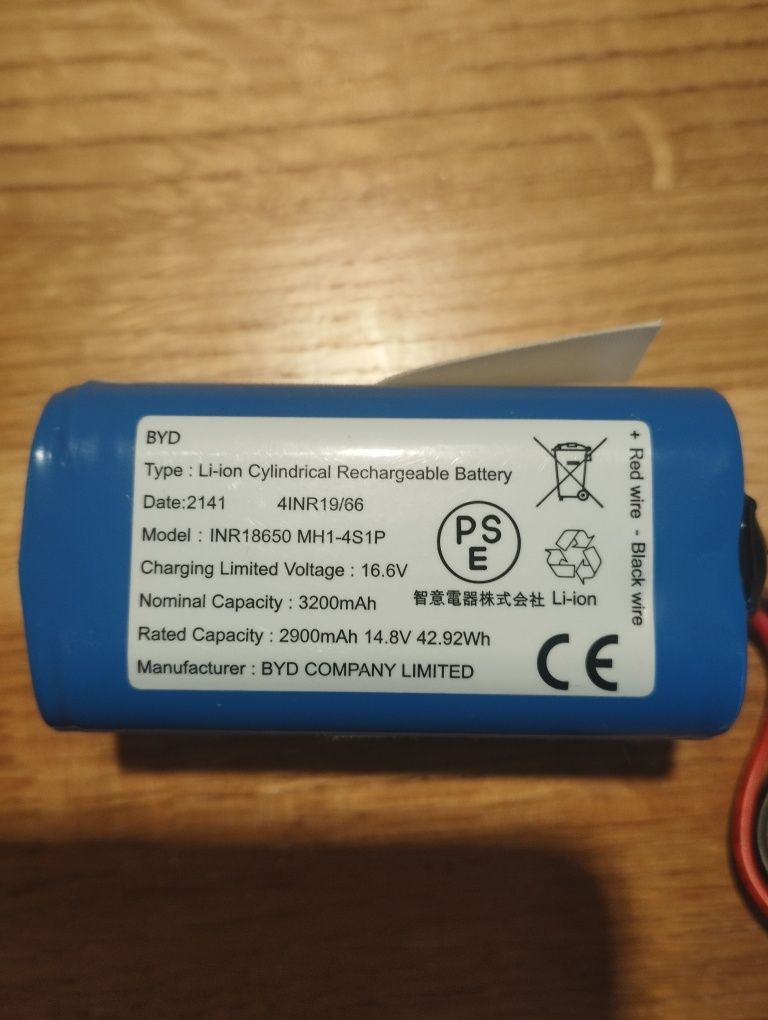 BYD
Type : Li-ion Cylindrical Rechargeable Battery
Date:2141 4INR19/66
Model : INR18650 MH1-4S1P
Charging Limited Voltage : 16.6V
Nominal Capacity : 3200mAh
Rated Capacity : 2900mAh 14.8V 42.92Wh
Manufacturer : BYD COMPANY LIMITED
PS
E
智意電器株式会社 Li-ion
CE
+ Red wire - Black wire